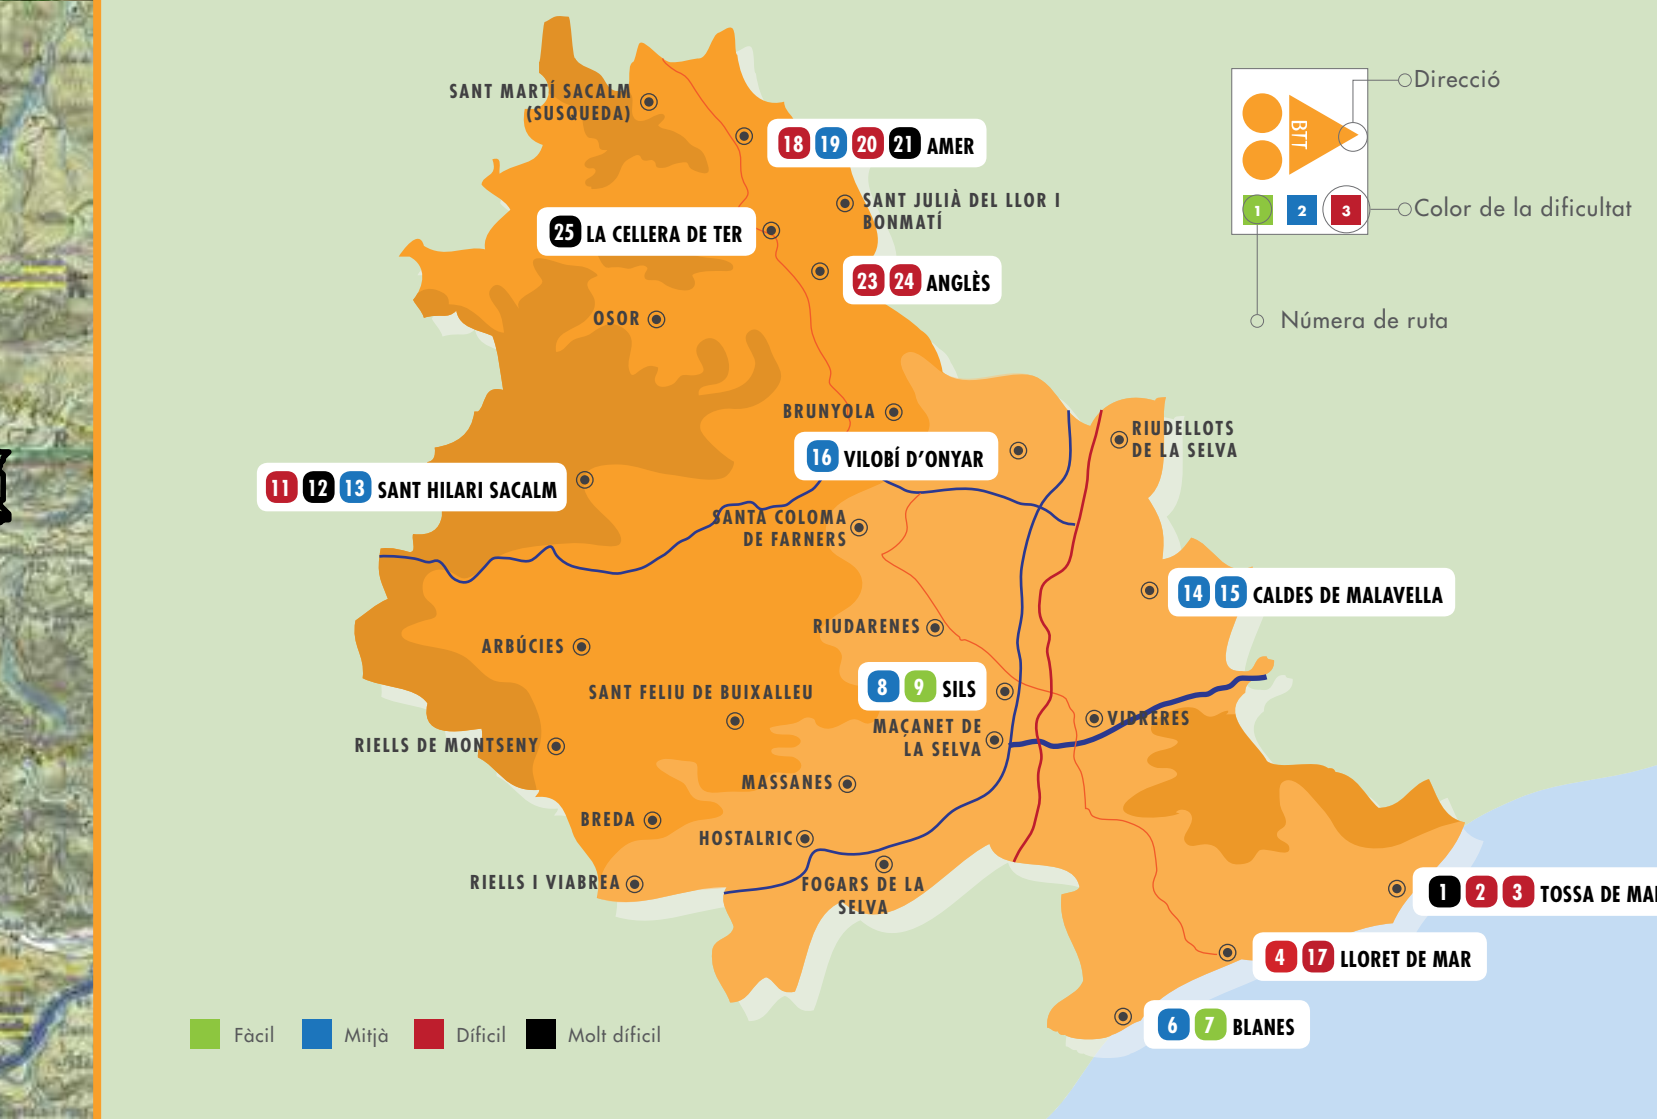 Direcció
BTT
1 2 3
Color de la dificultat
Númera de ruta
SANT MARTÍ SACALM
(SUSQUEDA)
18 19 20 21 AMER
SANT JULIÀ DEL LLOR I
BONMATÍ
25 LA CELLERA DE TER
23 24 ANGLÈS
OSOR
BRUNYOLA
RIUDELLOTS
DE LA SELVA
16 VILOBÍ D'ONYAR
11 12 13 SANT HILARI SACALM
SANTA COLOMA
DE FARNERS
14 15 CALDES DE MALAVELLA
RIUDARENES
ARBÚCIES
8 9 SILS
SANT FELIU DE BUIXALLEU
MAÇANET DE
LA SELVA
VIDRERES
RIELLS DE MONTSENY
MASSANES
BREDA
HOSTALRIC
RIELLS I VIABREA
FOGARS DE LA
SELVA
1 2 3 TOSSA DE MA
4 17 LLORET DE MAR
6 7 BLANES
Fàcil Mitjà Díficil Molt díficil